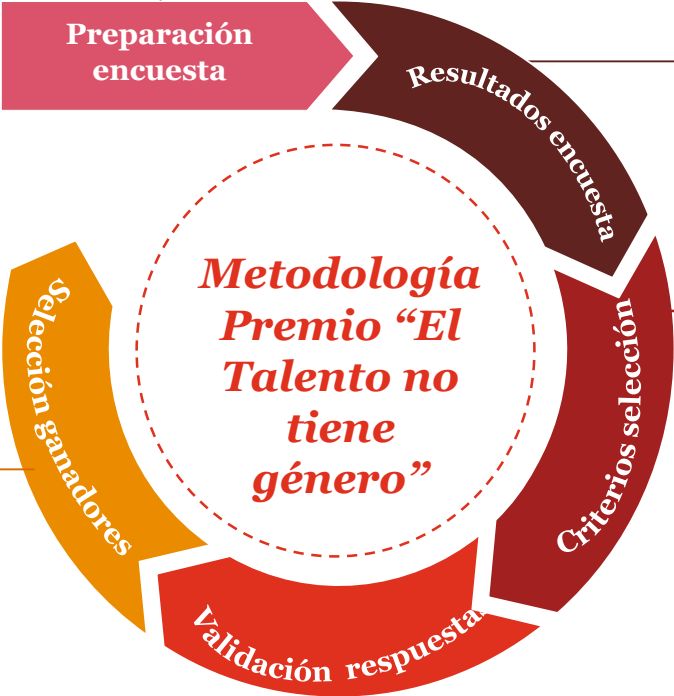 Preparación
encuesta
Resultados encuesta
Criterios selección
Validación respuestas
Selección ganadores
Metodología
Premio “El
Talento no
tiene
género”